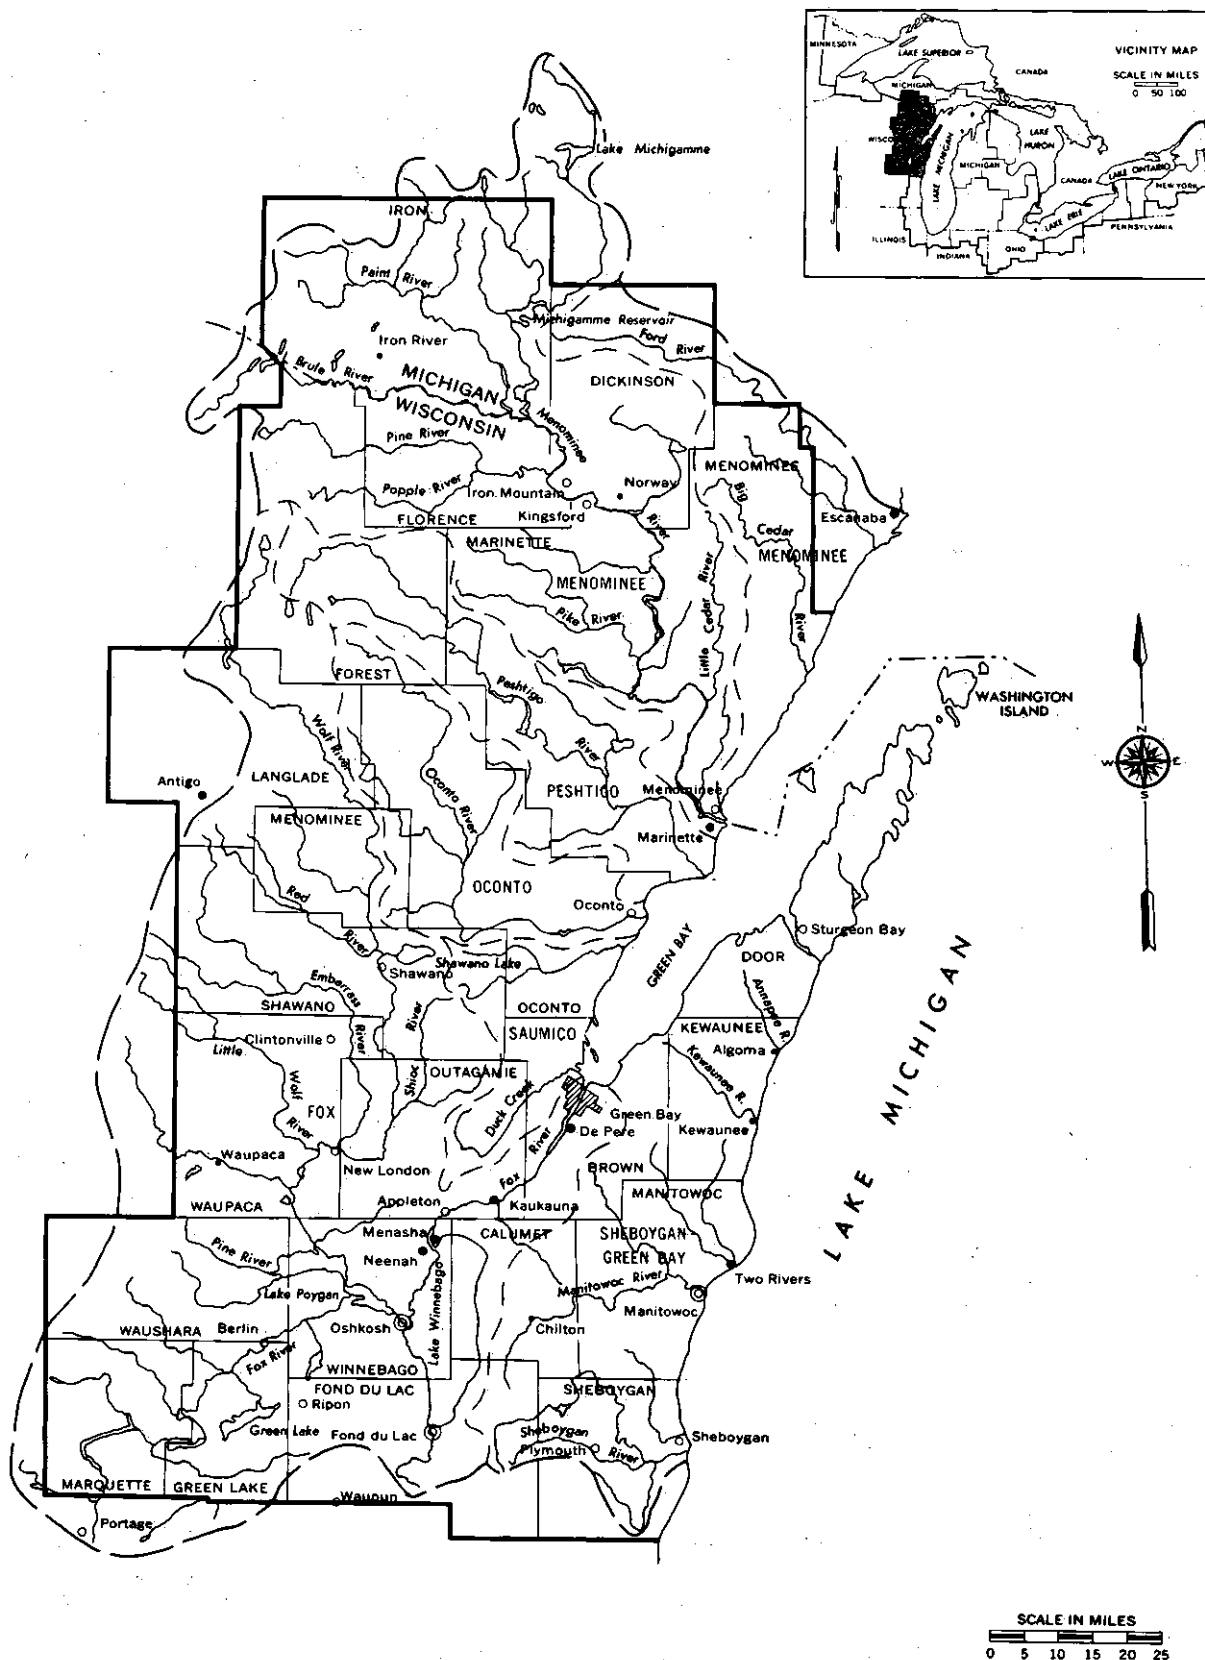 MINNESOTA
LAKE SUPERIOR
VICINITY MAP
CANADA
SCALE IN MILES
0 50 100
MICHIGAN
WISCO
LAKE MICHIGAN
MICHIGAN
LAKE HURON
CANADA
LAKE ONTARIO
NEW YORK
LAKE ERIE
PENNSYLVANIA
ILLINOIS
INDIANA
OHIO
Lake Michigamme
IRON
Paint River
Michigamme Reservoir
Ford River
Iron River
Brule River
MICHIGAN
WISCONSIN
DICKINSON
Menominee River
Pine River
MENOMINEE
Popple River
Iron Mountain
Norway
Big Cedar River
Kingsford
Escanaba
FLORENCE
MARINETTE
MENOMINEE
MENOMINEE
Pike River
Little Cedar River
FOREST
Peshtigo River
WASHINGTON
ISLAND
N
W E
S
Wolf River
Antigo
LANGLADE
Oconto River
PESHTIGO
Menominee
MENOMINEE
Marinette
OCONTO
Red River
Oconto
Sturgeon Bay
GREEN BAY
DOOR
Shawano Lake
Shawano
Embarrass River
SHAWANO
OCONTO
Annapee R.
SAUMICO
KEWAUNEE
Clintonville
Algoma
Little Wolf River
Shioc River
OUTAGAMIE
Kewaunee R.
Duck Creek
FOX
Green Bay
De Pere
Kewaunee
LAKE MICHIGAN
Waupaca
New London
Fox River
BROWN
MANITOWOC
WAUPACA
Appleton
Kaukauna
Menasha
CALUMET
SHEBOYGAN
GREEN BAY
Neenah
Pine River
Two Rivers
Manitowoc River
Lake Poygan
Lake Winnebago
Manitowoc
WAUSHARA
Berlin
Oshkosh
Chilton
Fox River
WINNEBAGO
FOND DU LAC
SHEBOYGAN
Ripon
Green Lake
Fond du Lac
Sheboygan River
Sheboygan
Plymouth
MARQUETTE
GREEN LAKE
Waupun
Portage
SCALE IN MILES
0 5 10 15 20 25